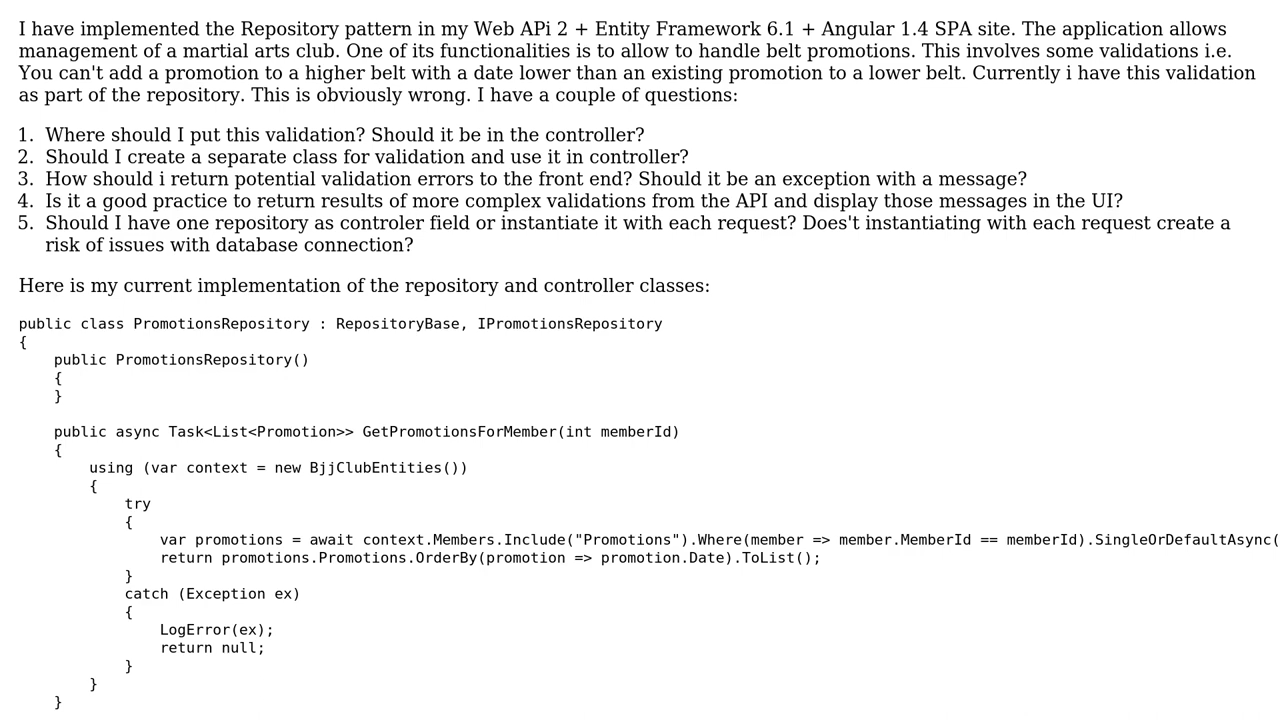 I have implemented the Repository pattern in my Web APi 2 + Entity Framework 6.1 + Angular 1.4 SPA site. The application allows
management of a martial arts club. One of its functionalities is to allow to handle belt promotions. This involves some validations i.e.
You can't add a promotion to a higher belt with a date lower than an existing promotion to a lower belt. Currently i have this validation
as part of the repository. This is obviously wrong. I have a couple of questions:
1. Where should I put this validation? Should it be in the controller?
2. Should I create a separate class for validation and use it in controller?
3. How should i return potential validation errors to the front end? Should it be an exception with a message?
4. Is it a good practice to return results of more complex validations from the API and display those messages in the UI?
5. Should I have one repository as controler field or instantiate it with each request? Does't instantiating with each request create a
risk of issues with database connection?
Here is my current implementation of the repository and controller classes:
public class PromotionsRepository : RepositoryBase, IPromotionsRepository
{
    public PromotionsRepository()
    {
    }
    public async Task<List<Promotion>> GetPromotionsForMember(int memberId)
    {
        using (var context = new BjjClubEntities())
        {
            try
            {
                var promotions = await context.Members.Include("Promotions").Where(member => member.MemberId == memberId).SingleOrDefaultAsync(
                return promotions.Promotions.OrderBy(promotion => promotion.Date).ToList();
            }
            catch (Exception ex)
            {
                LogError(ex);
                return null;
            }
        }
    }